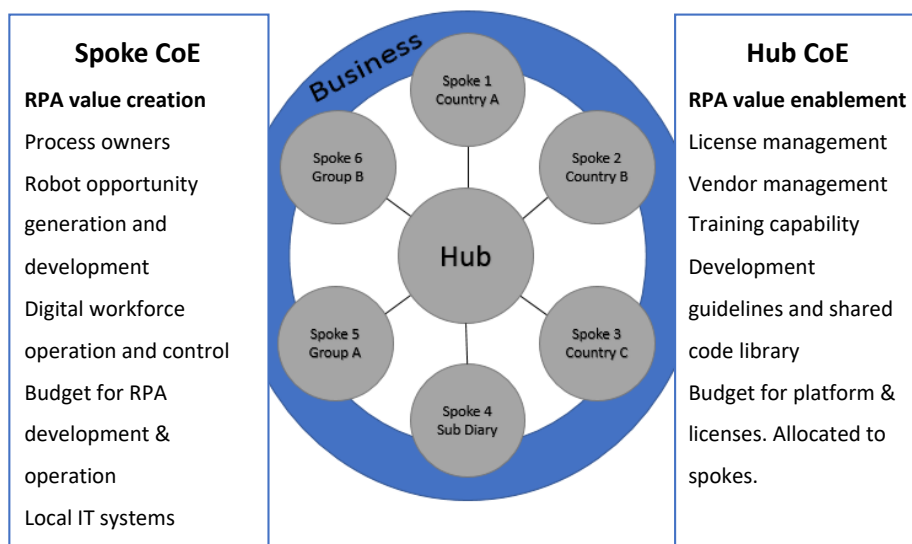 Spoke CoE
RPA value creation
Process owners
Robot opportunity
generation and
development
Digital workforce
operation and control
Budget for RPA
development &
operation
Local IT systems
Business
Spoke 1
Country A
Spoke 6
Group B
Spoke 2
Country B
Hub
Spoke 5
Group A
Spoke 3
Country C
Spoke 4
Sub Diary
Hub CoE
RPA value enablement
License management
Vendor management
Training capability
Development
guidelines and shared
code library
Budget for platform &
licenses. Allocated to
spokes.